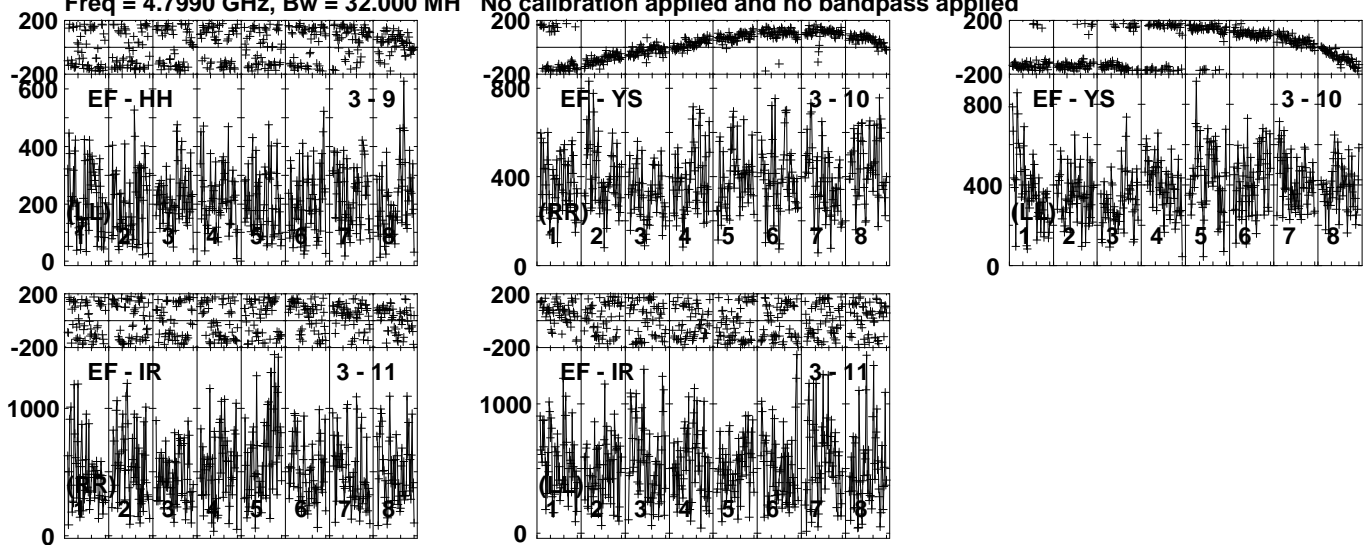 Freq = 4.7990 GHz, Bw = 32.000 MH No calibration applied and no bandpass applied
200
-200
EF - HH 3 - 9
600
400
200
0
(LL)
1 2 3 4 5 6 7 8
200
-200
EF - YS 3 - 10
800
400
0
(RR)
1 2 3 4 5 6 7 8
200
-200
EF - YS 3 - 10
800
400
0
(LL)
1 2 3 4 5 6 7 8
200
-200
EF - IR 3 - 11
1000
0
(RR)
1 2 3 4 5 6 7 8
200
-200
EF - IR 3 - 11
1000
0
(LL)
1 2 3 4 5 6 7 8